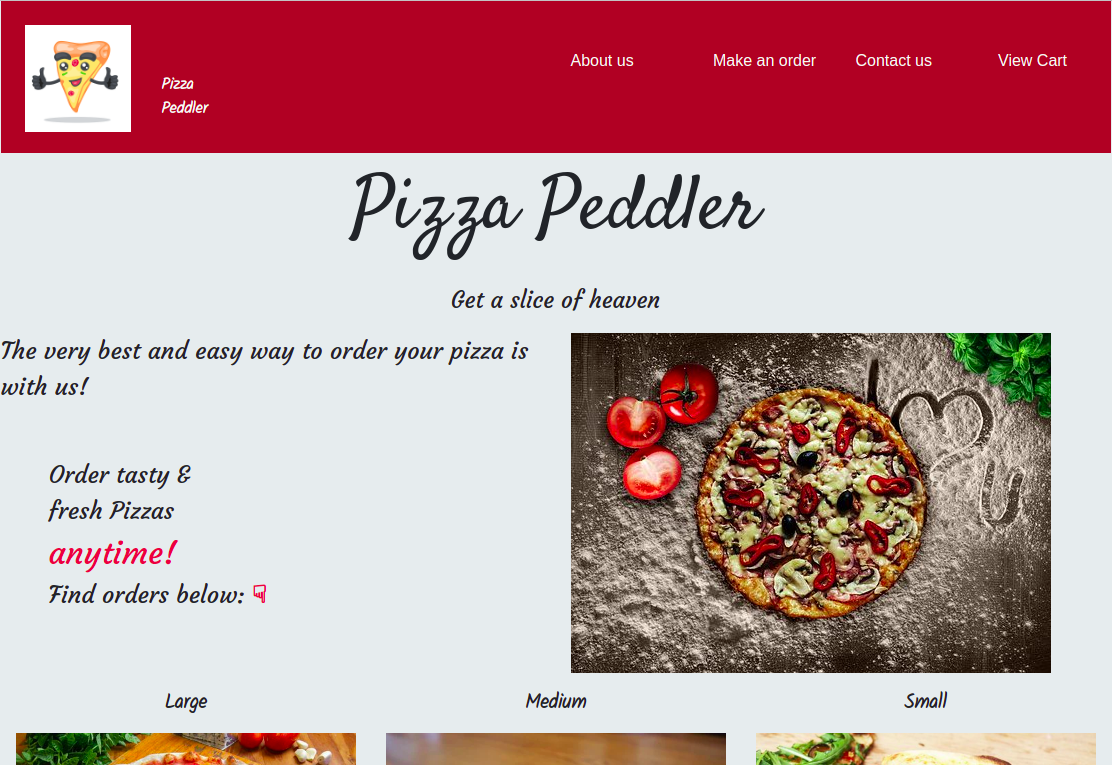 Pizza
Peddler
About us
Make an order
Contact us
View Cart
Pizza Peddler
Get a slice of heaven
The very best and easy way to order your pizza is
with us!
Order tasty &
fresh Pizzas
anytime!
Find orders below: ☟
I
U
Large
Medium
Small